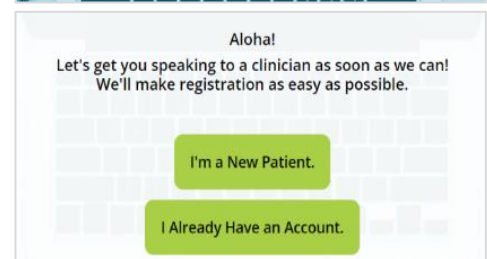 Aloha!
Let's get you speaking to a clinician as soon as we can!
We'll make registration as easy as possible.
I'm a New Patient.
I Already Have an Account.